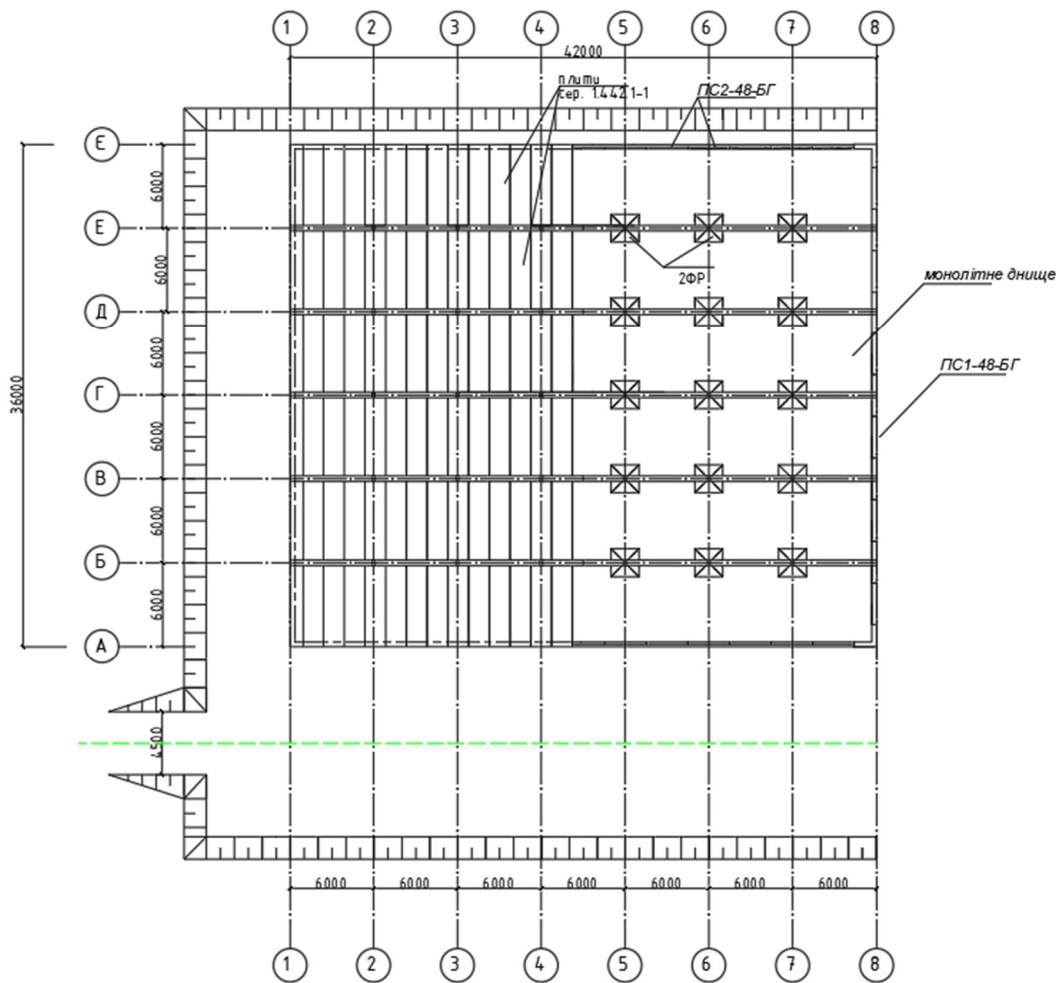 1 2 3 4 5 6 7 8
42000
плити
сер. 1.442.1-1
ПС2-48-БГ
Е
6000
Е
2ФР
6000
монолітне днище
Д
6000
ПС1-48-БГ
Г
36000
6000
В
6000
Б
6000
А
4500
6000 6000 6000 6000 6000 6000 6000
1 2 3 4 5 6 7 8